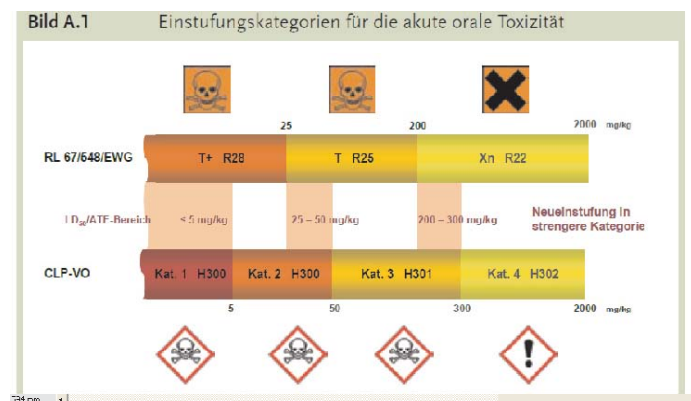 Bild A.1 Einstufungskategorien für die akute orale Toxizität
25 200 2000 mg/kg
RL 67/548/EWG T+ R28 T R25 Xn R22
LD50/ATE-Bereich < 5 mg/kg 25 – 50 mg/kg 200 – 300 mg/kg Neueinstufung in
strengere Kategorie
CLP-VO Kat. 1 H300 Kat. 2 H300 Kat. 3 H301 Kat. 4 H302
5 50 300 2000 mg/kg